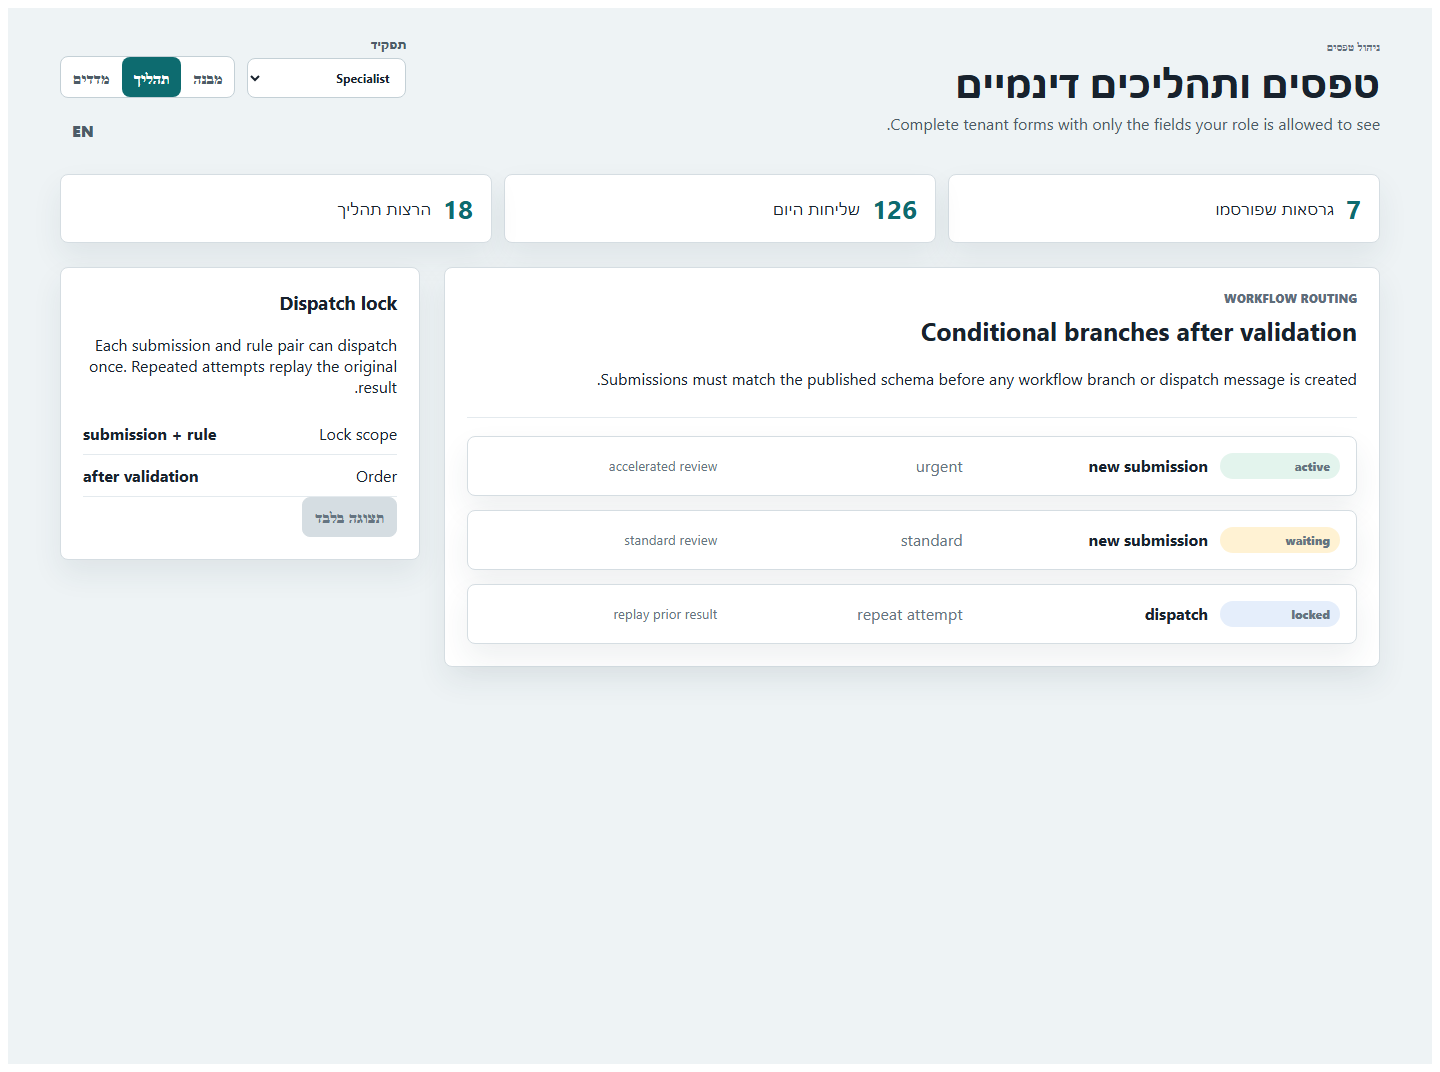 ניהול טפסים
טפסים ותהליכים דינמיים
Complete tenant forms with only the fields your role is allowed to see.
תפקיד
Specialist
מבנה
תהליך
מדדים
EN
7 גרסאות שפורסמו
126 שליחות היום
18 הרצות תהליך
WORKFLOW ROUTING
Conditional branches after validation
Submissions must match the published schema before any workflow branch or dispatch message is created.
active new submission urgent accelerated review
waiting new submission standard standard review
locked dispatch repeat attempt replay prior result
Dispatch lock
Each submission and rule pair can dispatch
once. Repeated attempts replay the original
result.
Lock scope submission + rule
Order after validation
תצוגה בלבד